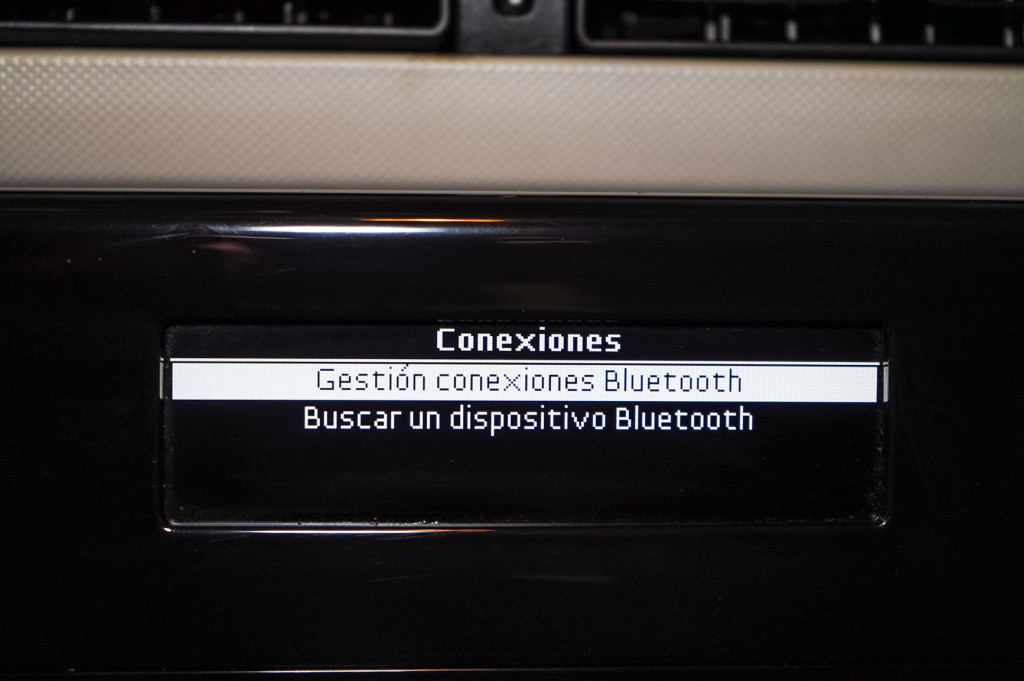 Conexiones
Gestión conexiones Bluetooth
Buscar un dispositivo Bluetooth